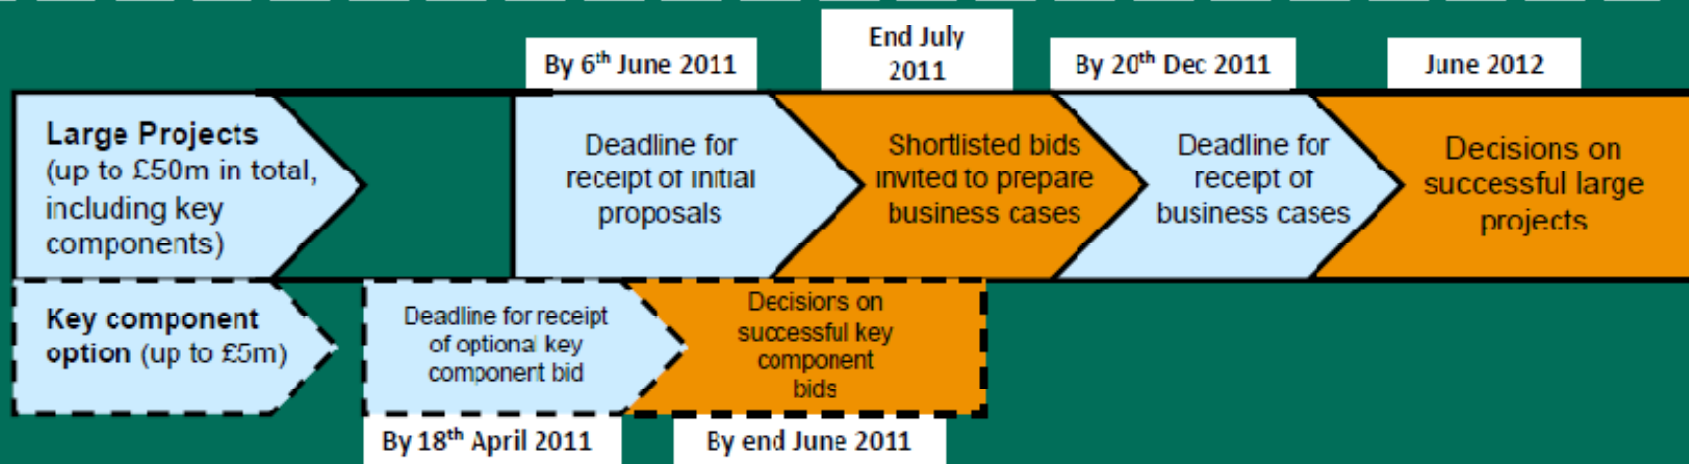 By 6th June 2011
End July
2011
By 20th Dec 2011
June 2012
Large Projects
(up to £50m in total,
including key
components)
Deadline for
receipt of initial
proposals
Shortlisted bids
invited to prepare
business cases
Deadline for
receipt of
business cases
Decisions on
successful large
projects
Key component
option (up to £5m)
Deadline for receipt
of optional key
component bid
Decisions on
successful key
component
bids
By 18th April 2011
By end June 2011